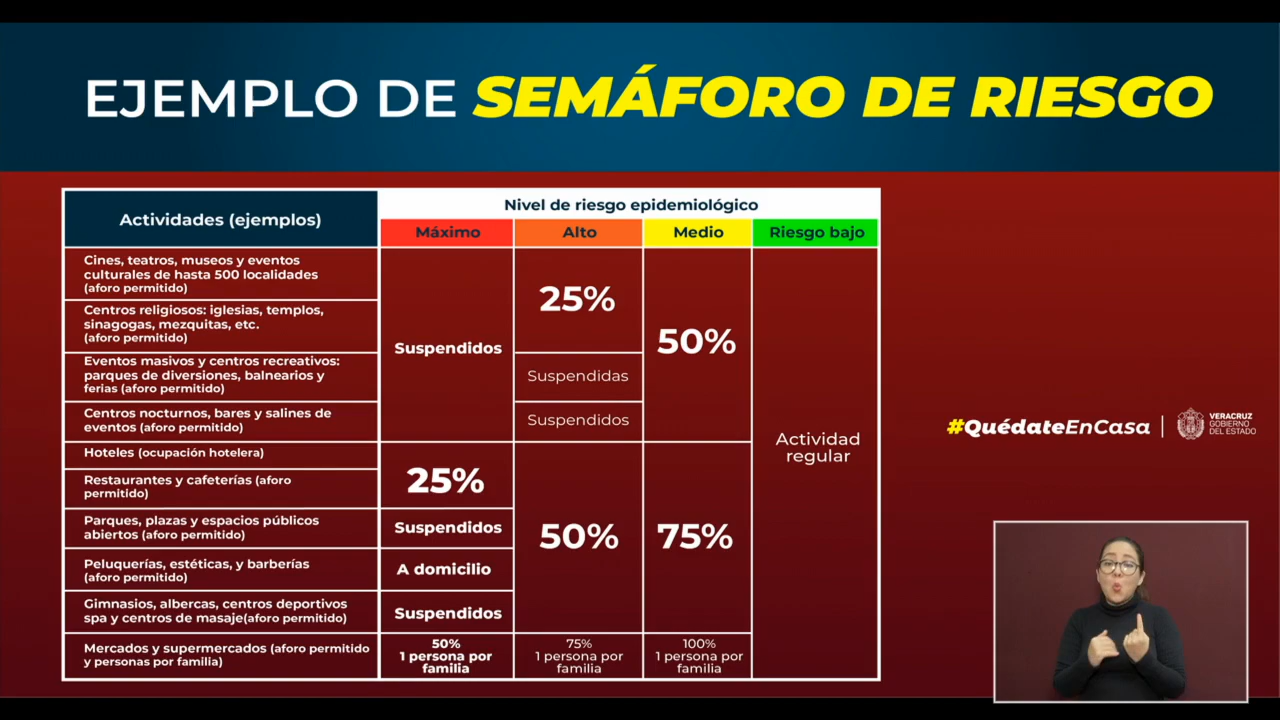 EJEMPLO DE SEMÁFORO DE RIESGO
Actividades (ejemplos)
Nivel de riesgo epidemiológico
Máximo
Alto
Medio
Riesgo bajo
Cines, teatros, museos y eventos
culturales de hasta 500 localidades
(aforo permitido)
Centros religiosos: iglesias, templos,
sinagogas, mezquitas, etc.
(aforo permitido)
Eventos masivos y centros recreativos:
parques de diversiones, balnearios y
ferias (aforo permitido)
Centros nocturnos, bares y salines de
eventos (aforo permitido)
Suspendidos
25%
Suspendidas
Suspendidos
50%
Hoteles (ocupación hotelera)
Restaurantes y cafeterías (aforo
permitido)
25%
Parques, plazas y espacios públicos
abiertos (aforo permitido)
Suspendidos
Peluquerías, estéticas, y barberías
(aforo permitido)
A domicilio
Gimnasios, albercas, centros deportivos
spa y centros de masaje(aforo permitido)
Suspendidos
50%
75%
Actividad
regular
Mercados y supermercados (aforo permitido
y personas por familia)
50%
1 persona por
familia
75%
1 persona por
familia
100%
1 persona por
familia
#QuédateEnCasa
VERACRUZ
GOBIERNO
DEL ESTADO